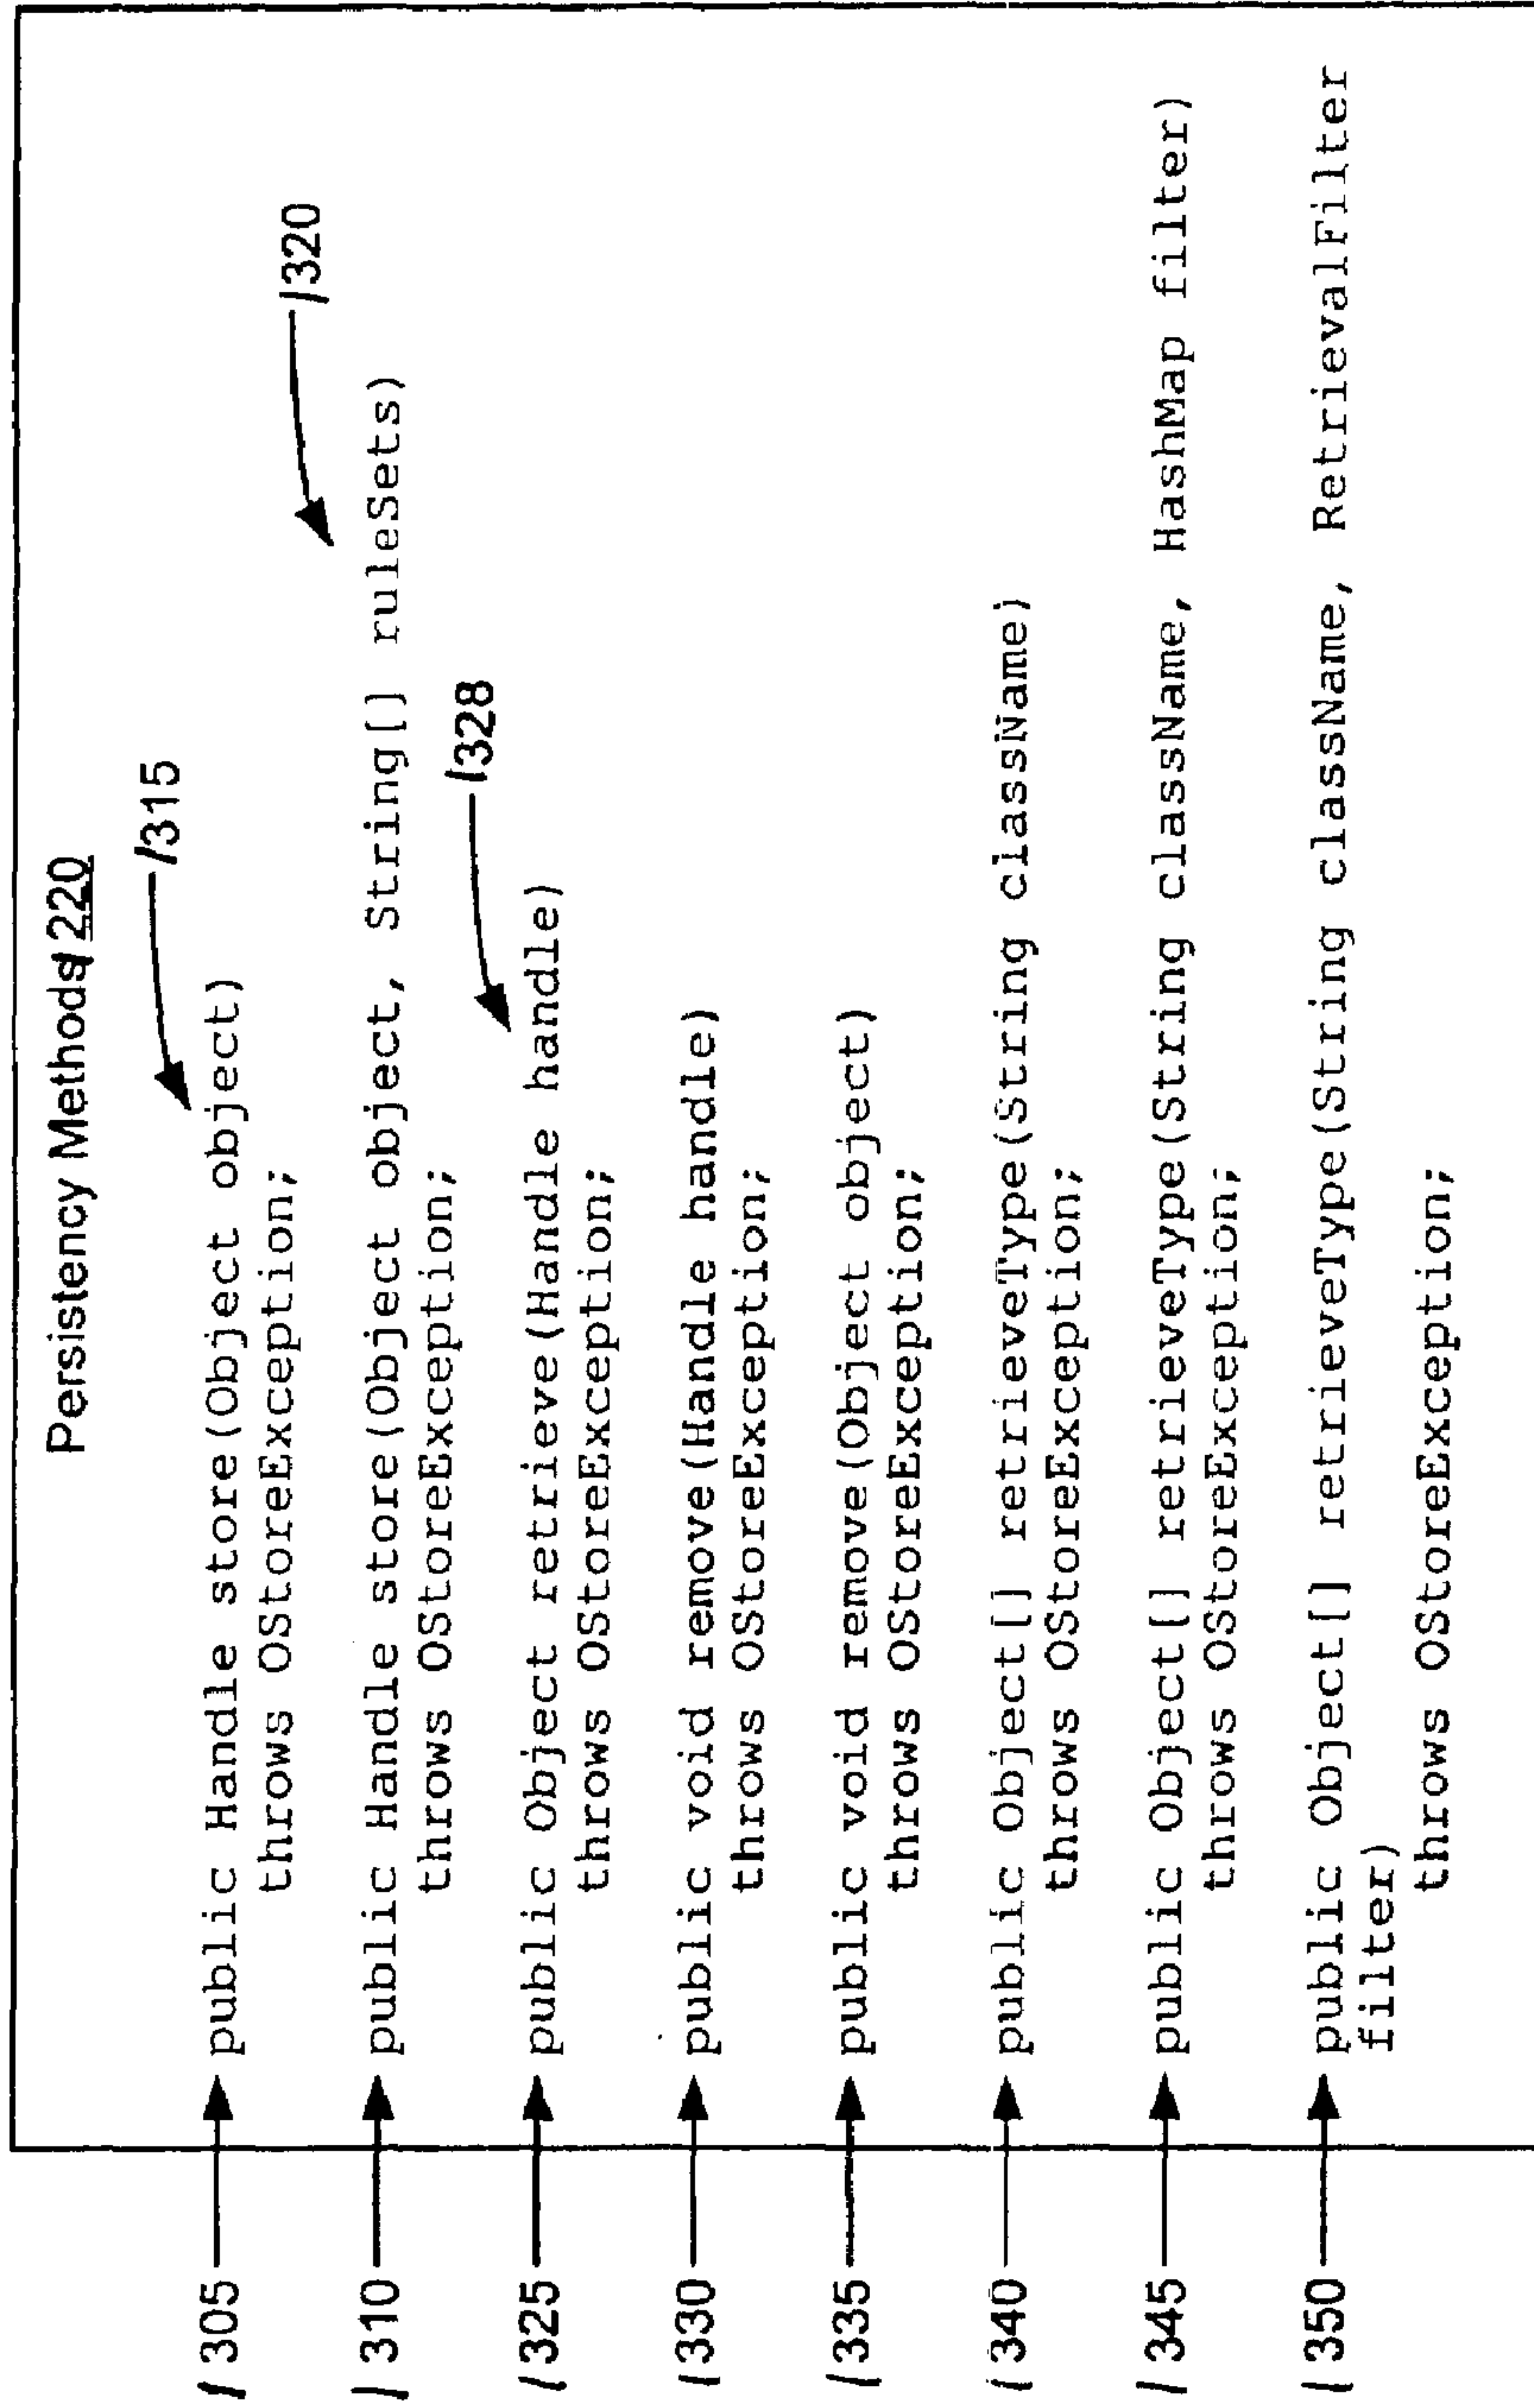 Persistency Methods 220
315
305 public Handle store(Object object)
throws OStoreException;
320
310 public Handle store(Object object, String[] ruleSets)
throws OStoreException;
328
325 public Object retrieve(Handle handle)
throws OStoreException;
330 public void remove(Handle handle)
throws OStoreException;
335 public void remove(Object object)
throws OStoreException;
340 public Object[] retrieveType(String className)
throws OStoreException;
345 public Object[] retrieveType(String className, HashMap filter)
throws OStoreException;
350 public Object[] retrieveType(String className, RetrievalFilter
filter)
throws OStoreException;